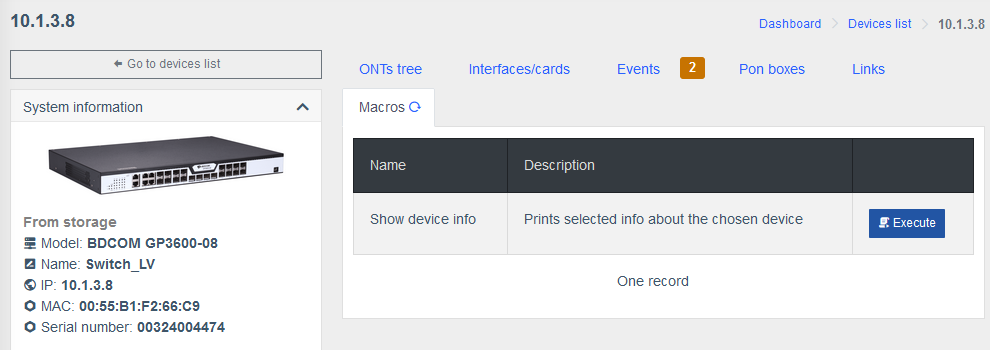 10.1.3.8
Dashboard
Devices list
10.1.3.8
Go to devices list
ONTs tree
Interfaces/cards
Events
2
Pon boxes
Links
System information
Macros
Name
Description
Show device info
Prints selected info about the chosen device
Execute
One record
From storage
Model: BDCOM GP3600-08
Name: Switch_LV
IP: 10.1.3.8
MAC: 00:55:B1:F2:66:C9
Serial number: 00324004474